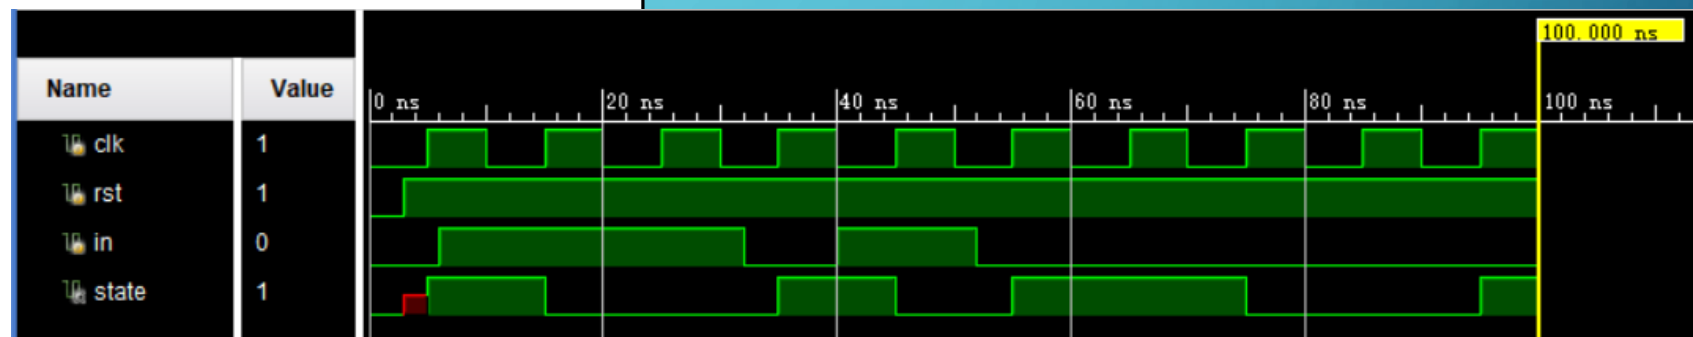 100.000 ns
Name Value
0 ns 20 ns 40 ns 60 ns 80 ns 100 ns
clk 1
rst 1
in 0
state 1